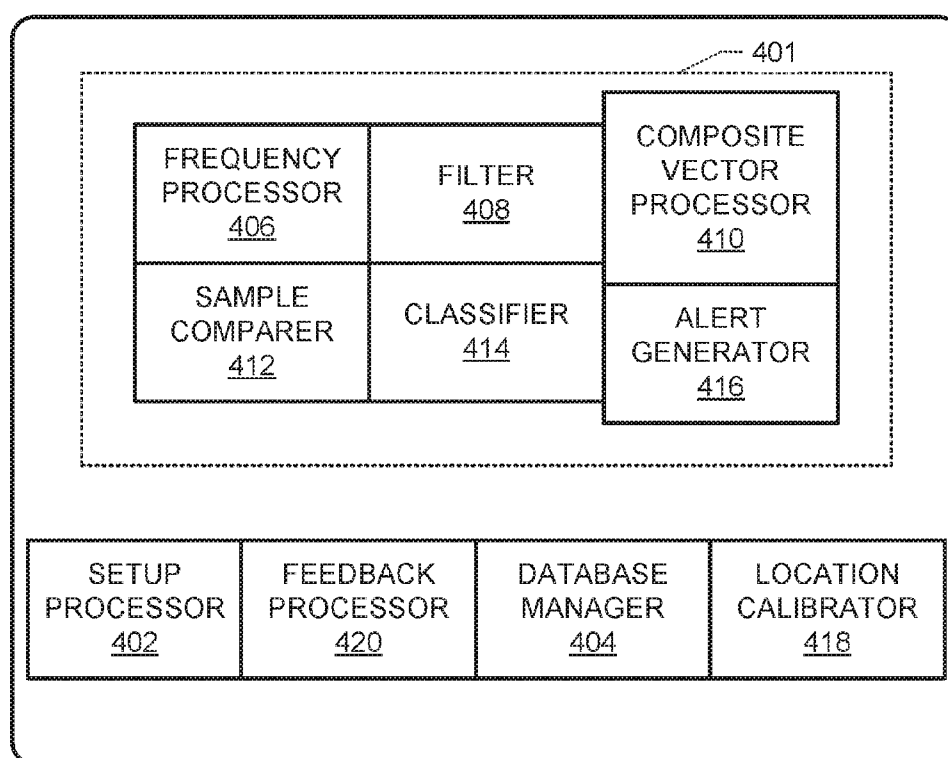 401
FREQUENCY
PROCESSOR
406
FILTER
408
COMPOSITE
VECTOR
PROCESSOR
410
SAMPLE
COMPARER
412
CLASSIFIER
414
ALERT
GENERATOR
416
SETUP
PROCESSOR
402
FEEDBACK
PROCESSOR
420
DATABASE
MANAGER
404
LOCATION
CALIBRATOR
418